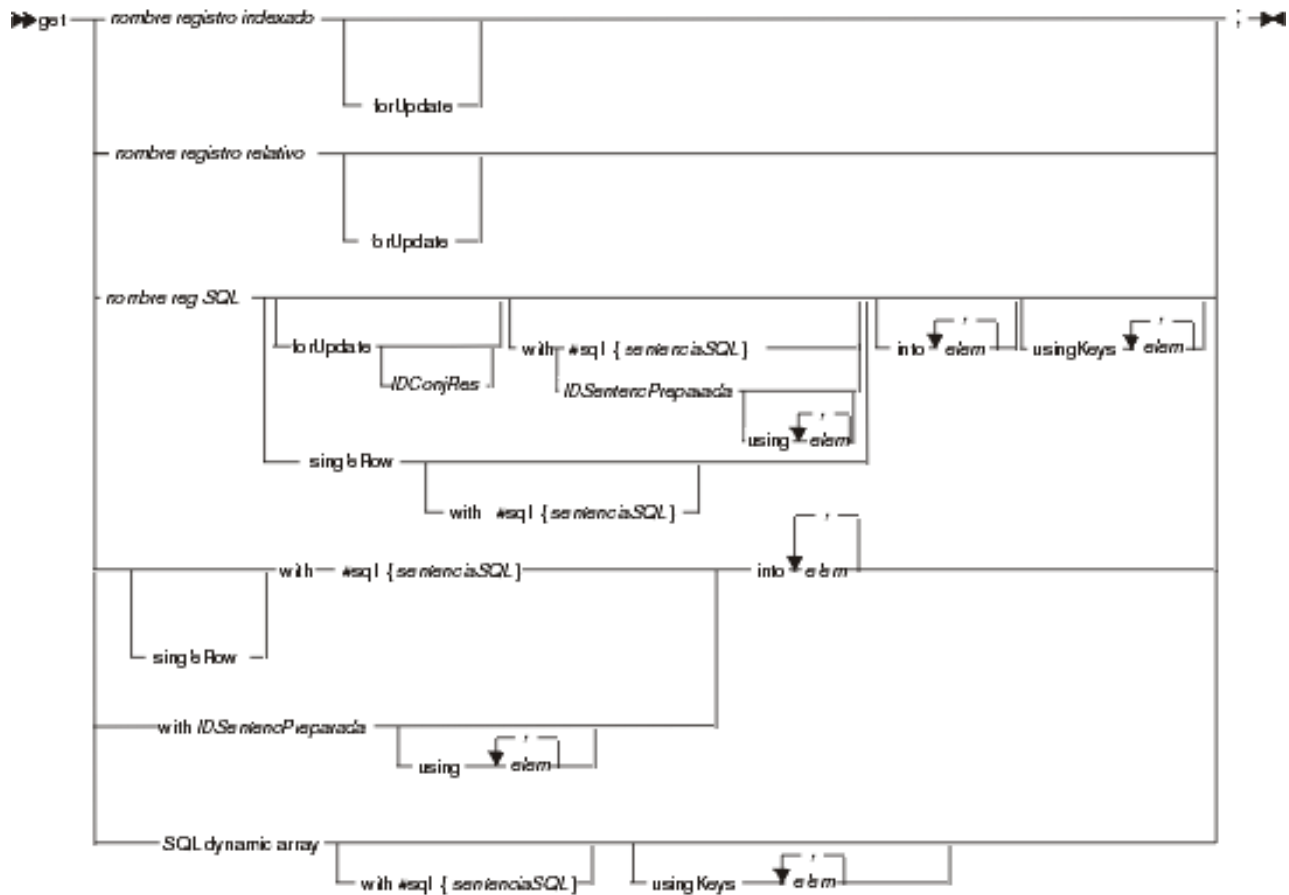 get nombre registro indexado ;
forUpdate
nombre registro relativo
forUpdate
nombre reg SQL
,
,
forUpdate with #sql { sentenciaSQL } into elem usingKeys elem
IDConjRes IDSentencPreparada
,
using elem
singleRow
with #sql { sentenciaSQL }
,
with #sql { sentenciaSQL } into elem
singleRow
with IDSentencPreparada
,
using elem
SQL dynamic array
,
with #sql { sentenciaSQL } usingKeys elem